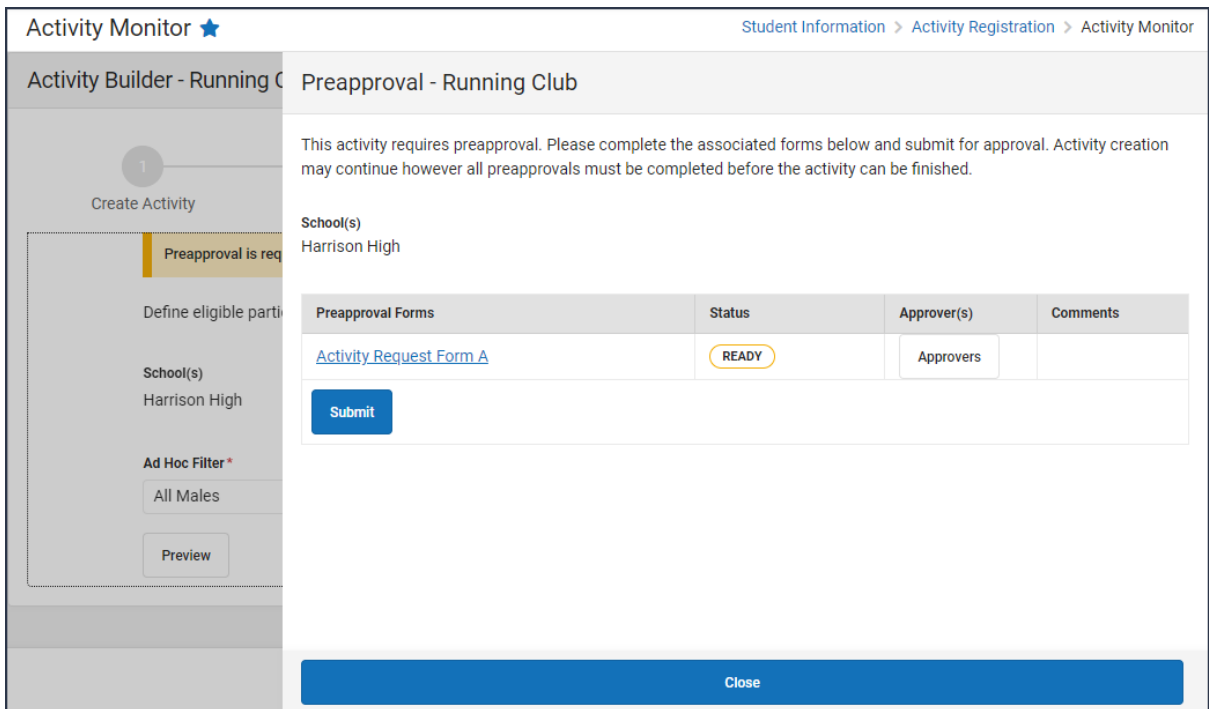 Activity Monitor
Student Information > Activity Registration > Activity Monitor
Activity Builder - Running
1
Create Activity
Preapproval is
Define eligible
School(s)
Harrison High
Ad Hoc Filter*
All Males
Preview
Preapproval - Running Club
This activity requires preapproval. Please complete the associated forms below and submit for approval. Activity creation
may continue however all preapprovals must be completed before the activity can be finished.
School(s)
Harrison High
Preapproval Forms Status Approver(s) Comments
Activity Request Form A READY Approvers
Submit
Close